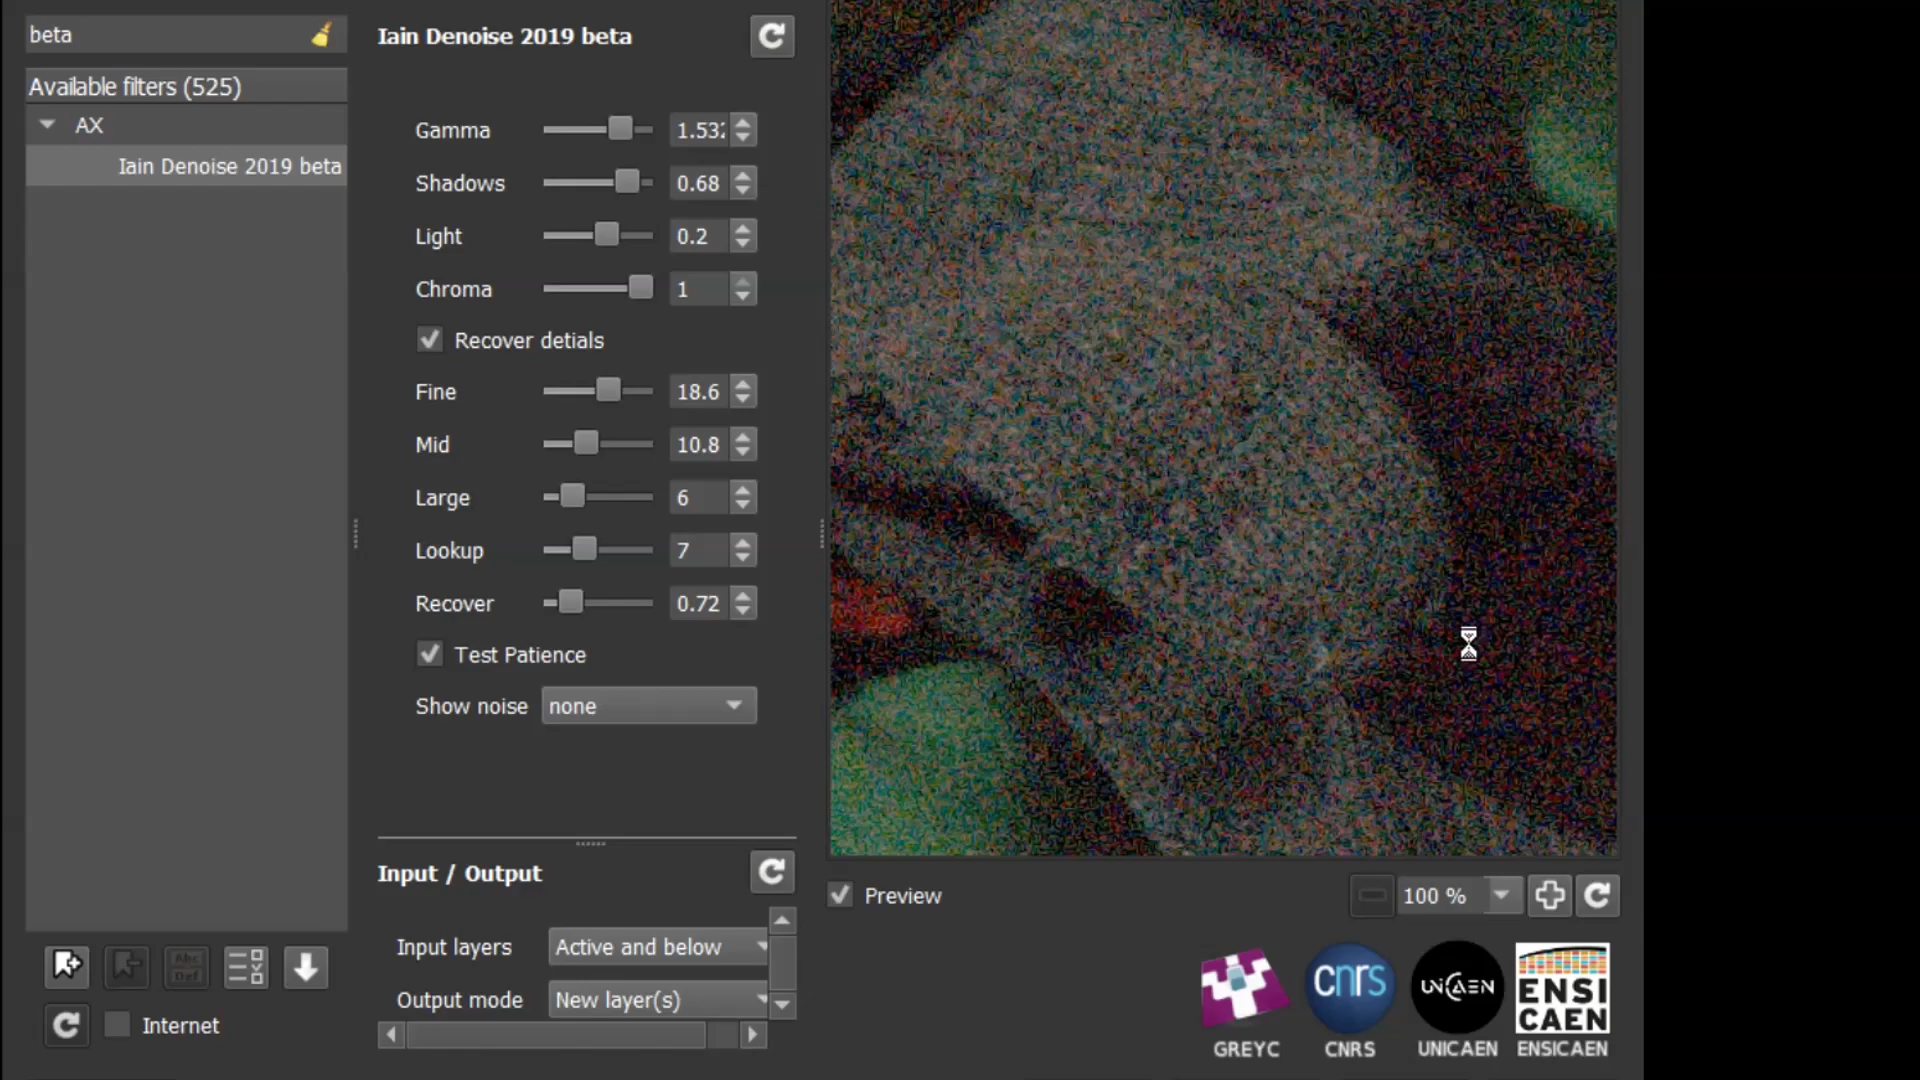 beta
Available filters (525)
AX
Iain Denoise 2019 beta
Iain Denoise 2019 beta
Gamma 1.532
Shadows 0.68
Light 0.2
Chroma 1
Recover detials
Fine 18.6
Mid 10.8
Large 6
Lookup 7
Recover 0.72
Test Patience
Show noise none
Input / Output
Input layers Active and below
Output mode New layer(s)
Internet
Preview
100 %
cnrs
UNICAEN
ENSI
CAEN
GREYC CNRS UNICAEN ENSICAEN